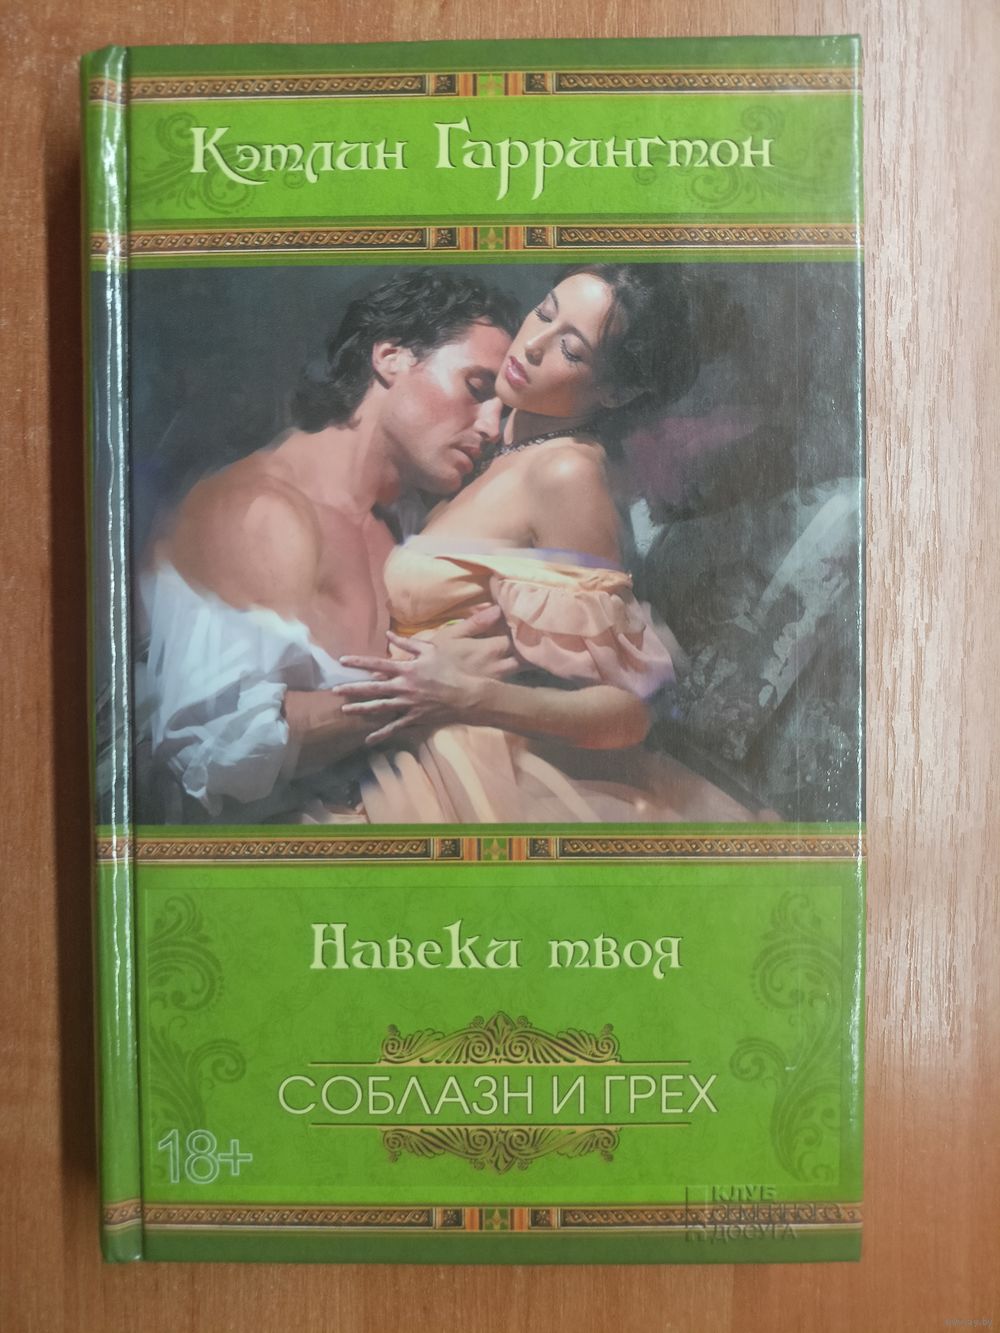 Кэтлин Гаррингтон
Навеки твоя
СОБЛАЗН И ГРЕХ
18+
КЛУБ
СЕМЕЙНОГО
ДОСУГА